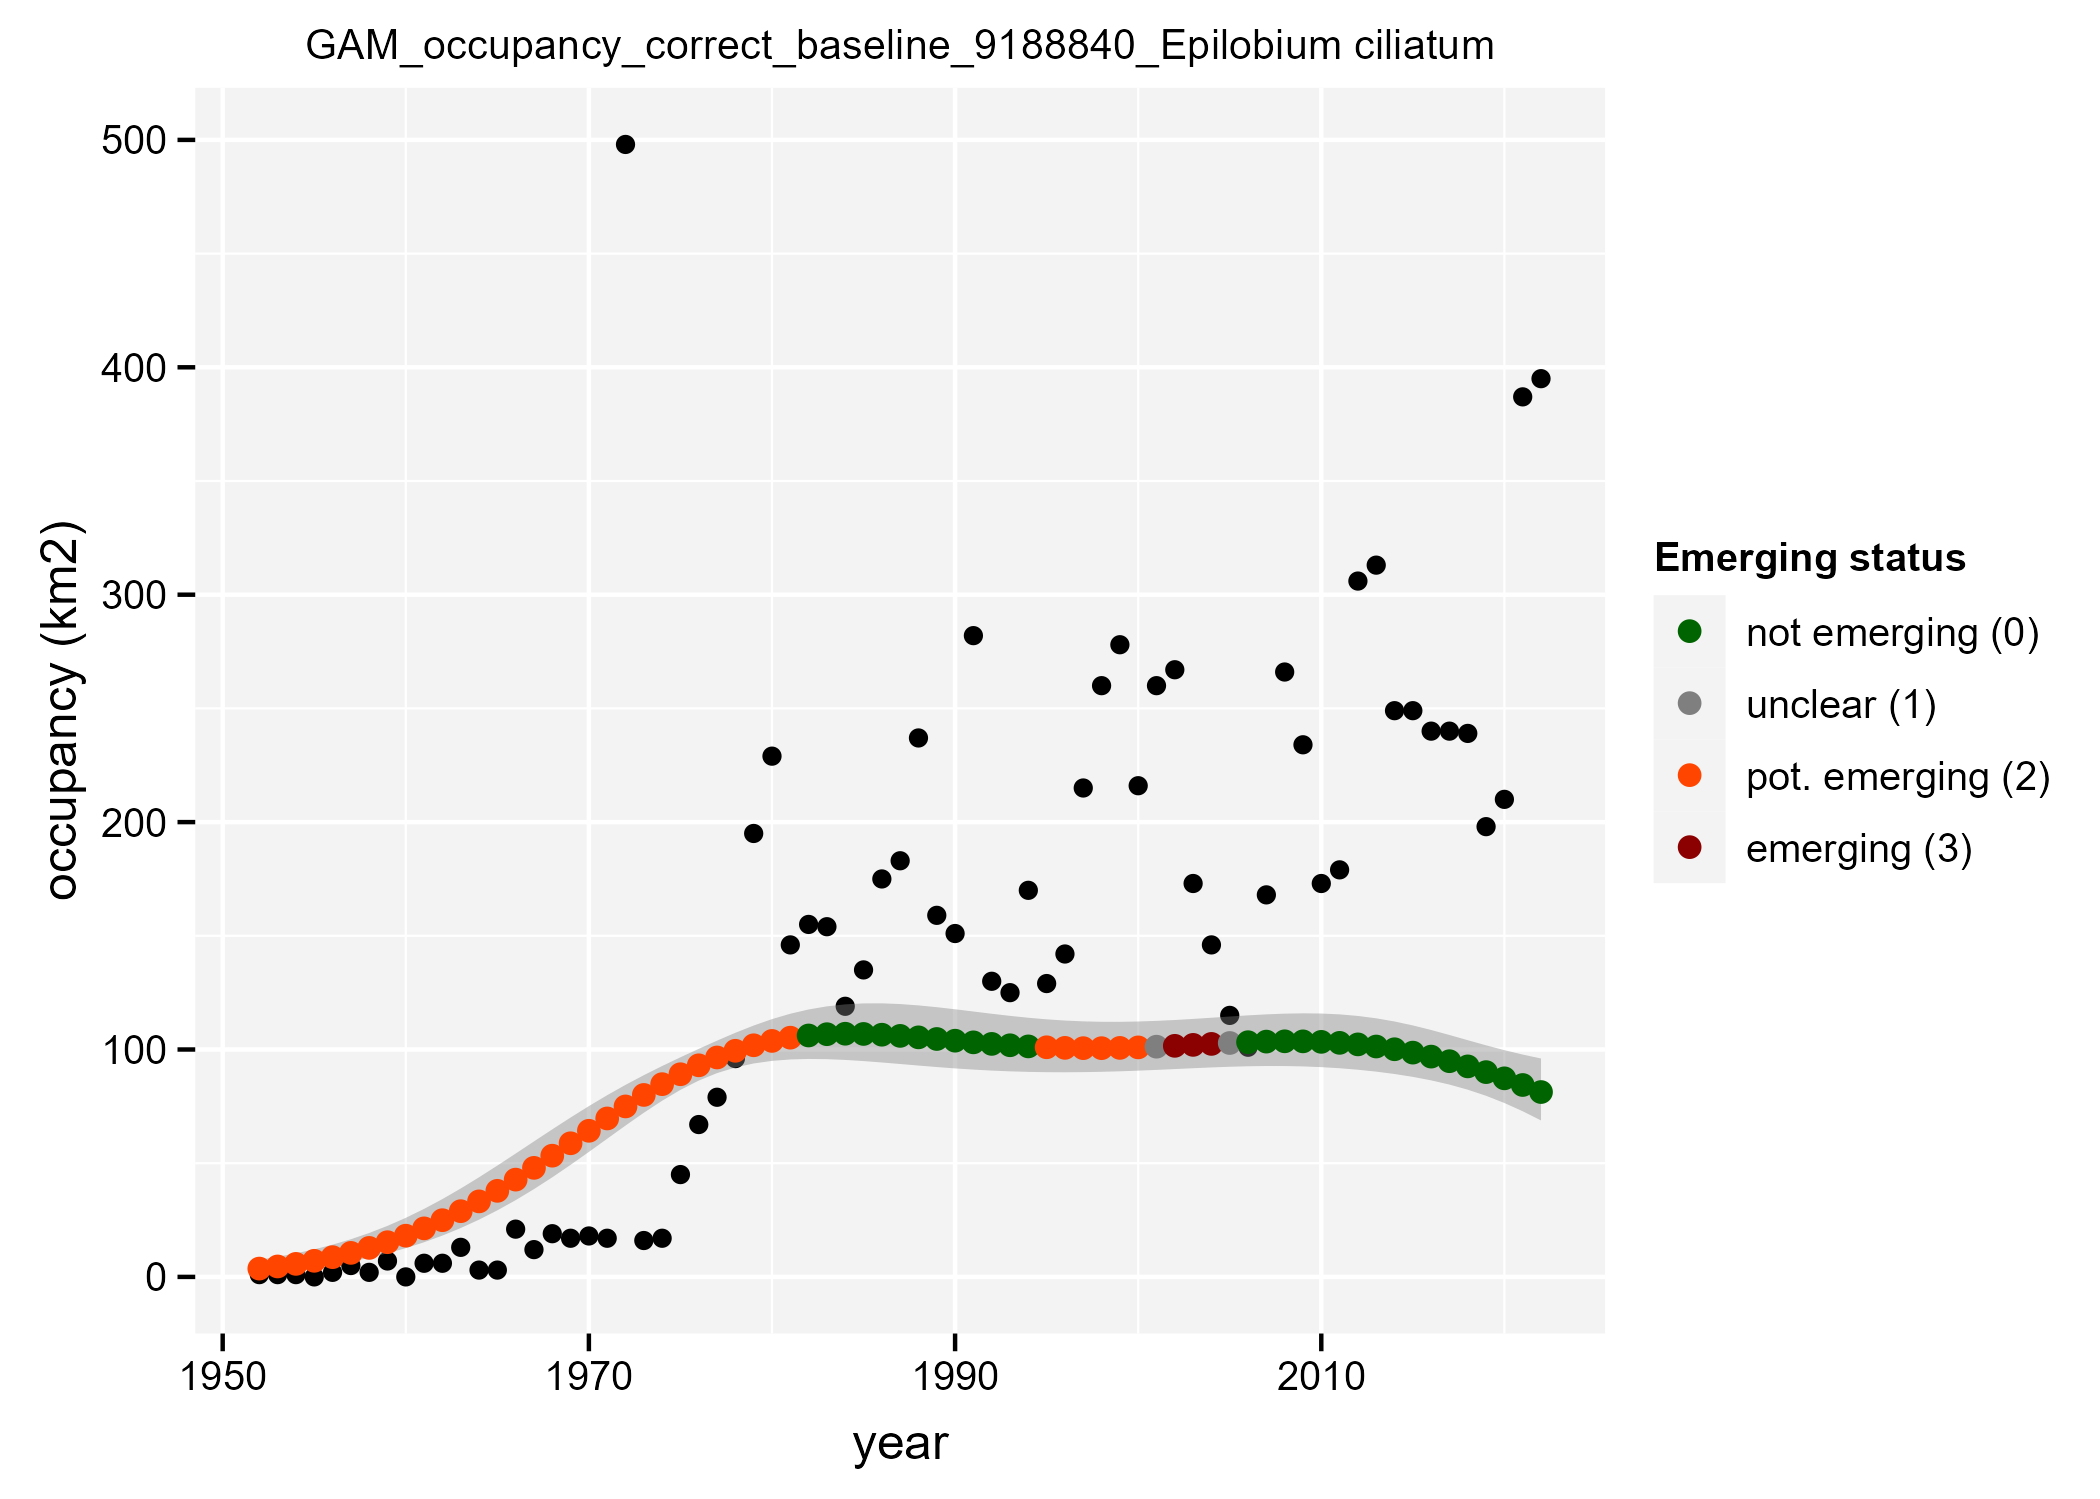 GAM_occupancy_correct_baseline_9188840_Epilobium ciliatum
500
400
300
200
100
0
occupancy (km2)
1950 1970 1990 2010
year
Emerging status
not emerging (0)
unclear (1)
pot. emerging (2)
emerging (3)